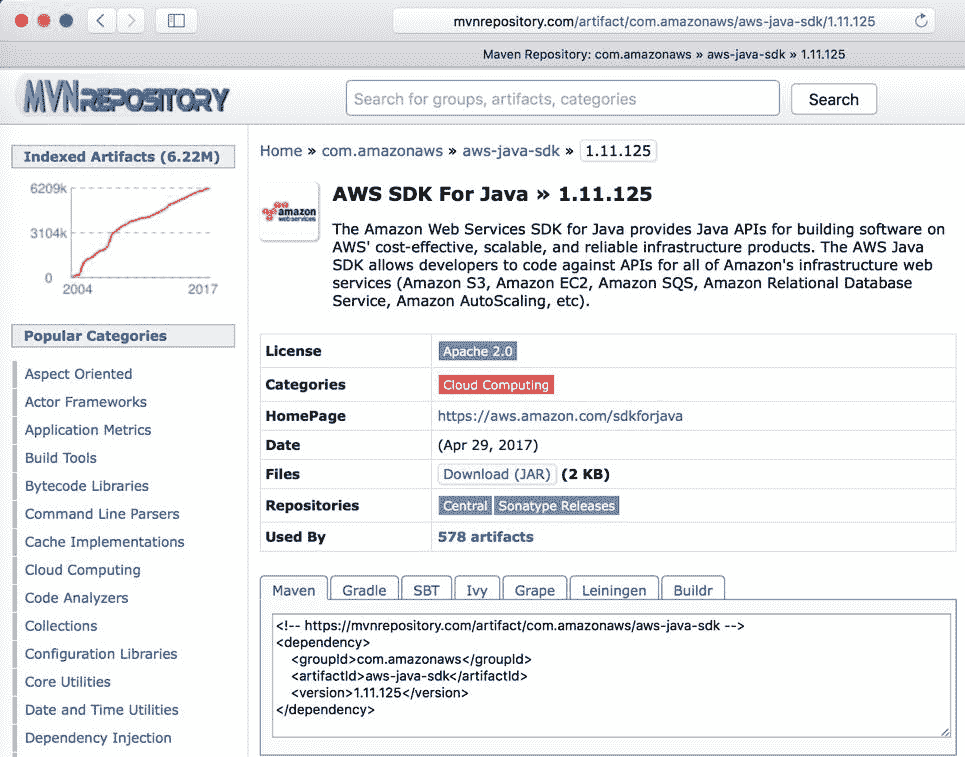 mvnrepository.com/artifact/com.amazonaws/aws-java-sdk/1.11.125
Maven Repository: com.amazonaws » aws-java-sdk » 1.11.125
MVNREPOSITORY
Search for groups, artifacts, categories
Search
Indexed Artifacts (6.22M)
6209k
3104k
0
2004
2017
Popular Categories
Aspect Oriented
Actor Frameworks
Application Metrics
Build Tools
Bytecode Libraries
Command Line Parsers
Cache Implementations
Cloud Computing
Code Analyzers
Collections
Configuration Libraries
Core Utilities
Date and Time Utilities
Dependency Injection
Home » com.amazonaws » aws-java-sdk » 1.11.125
amazon
web services
AWS SDK For Java » 1.11.125
The Amazon Web Services SDK for Java provides Java APIs for building software on
AWS' cost-effective, scalable, and reliable infrastructure products. The AWS Java
SDK allows developers to code against APIs for all of Amazon's infrastructure web
services (Amazon S3, Amazon EC2, Amazon SQS, Amazon Relational Database
Service, Amazon AutoScaling, etc).
License Apache 2.0
Categories Cloud Computing
HomePage https://aws.amazon.com/sdkforjava
Date (Apr 29, 2017)
Files Download (JAR) (2 KB)
Repositories Central Sonatype Releases
Used By 578 artifacts
Maven Gradle SBT Ivy Grape Leiningen Buildr
<!-- https://mvnrepository.com/artifact/com.amazonaws/aws-java-sdk -->
<dependency>
<groupId>com.amazonaws</groupId>
<artifactId>aws-java-sdk</artifactId>
<version>1.11.125</version>
</dependency>